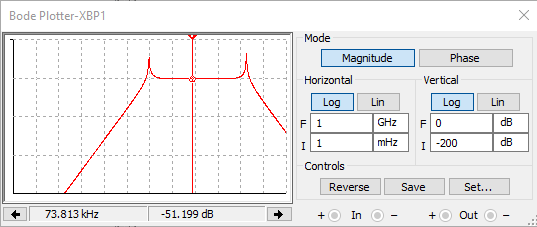 Bode Plotter-XBP1
Mode
Magnitude Phase
Horizontal Vertical
Log Lin Log Lin
F 1 GHz F 0 dB
I 1 mHz I -200 dB
Controls
Reverse Save Set...
73.813 kHz -51.199 dB
+ In − + Out −